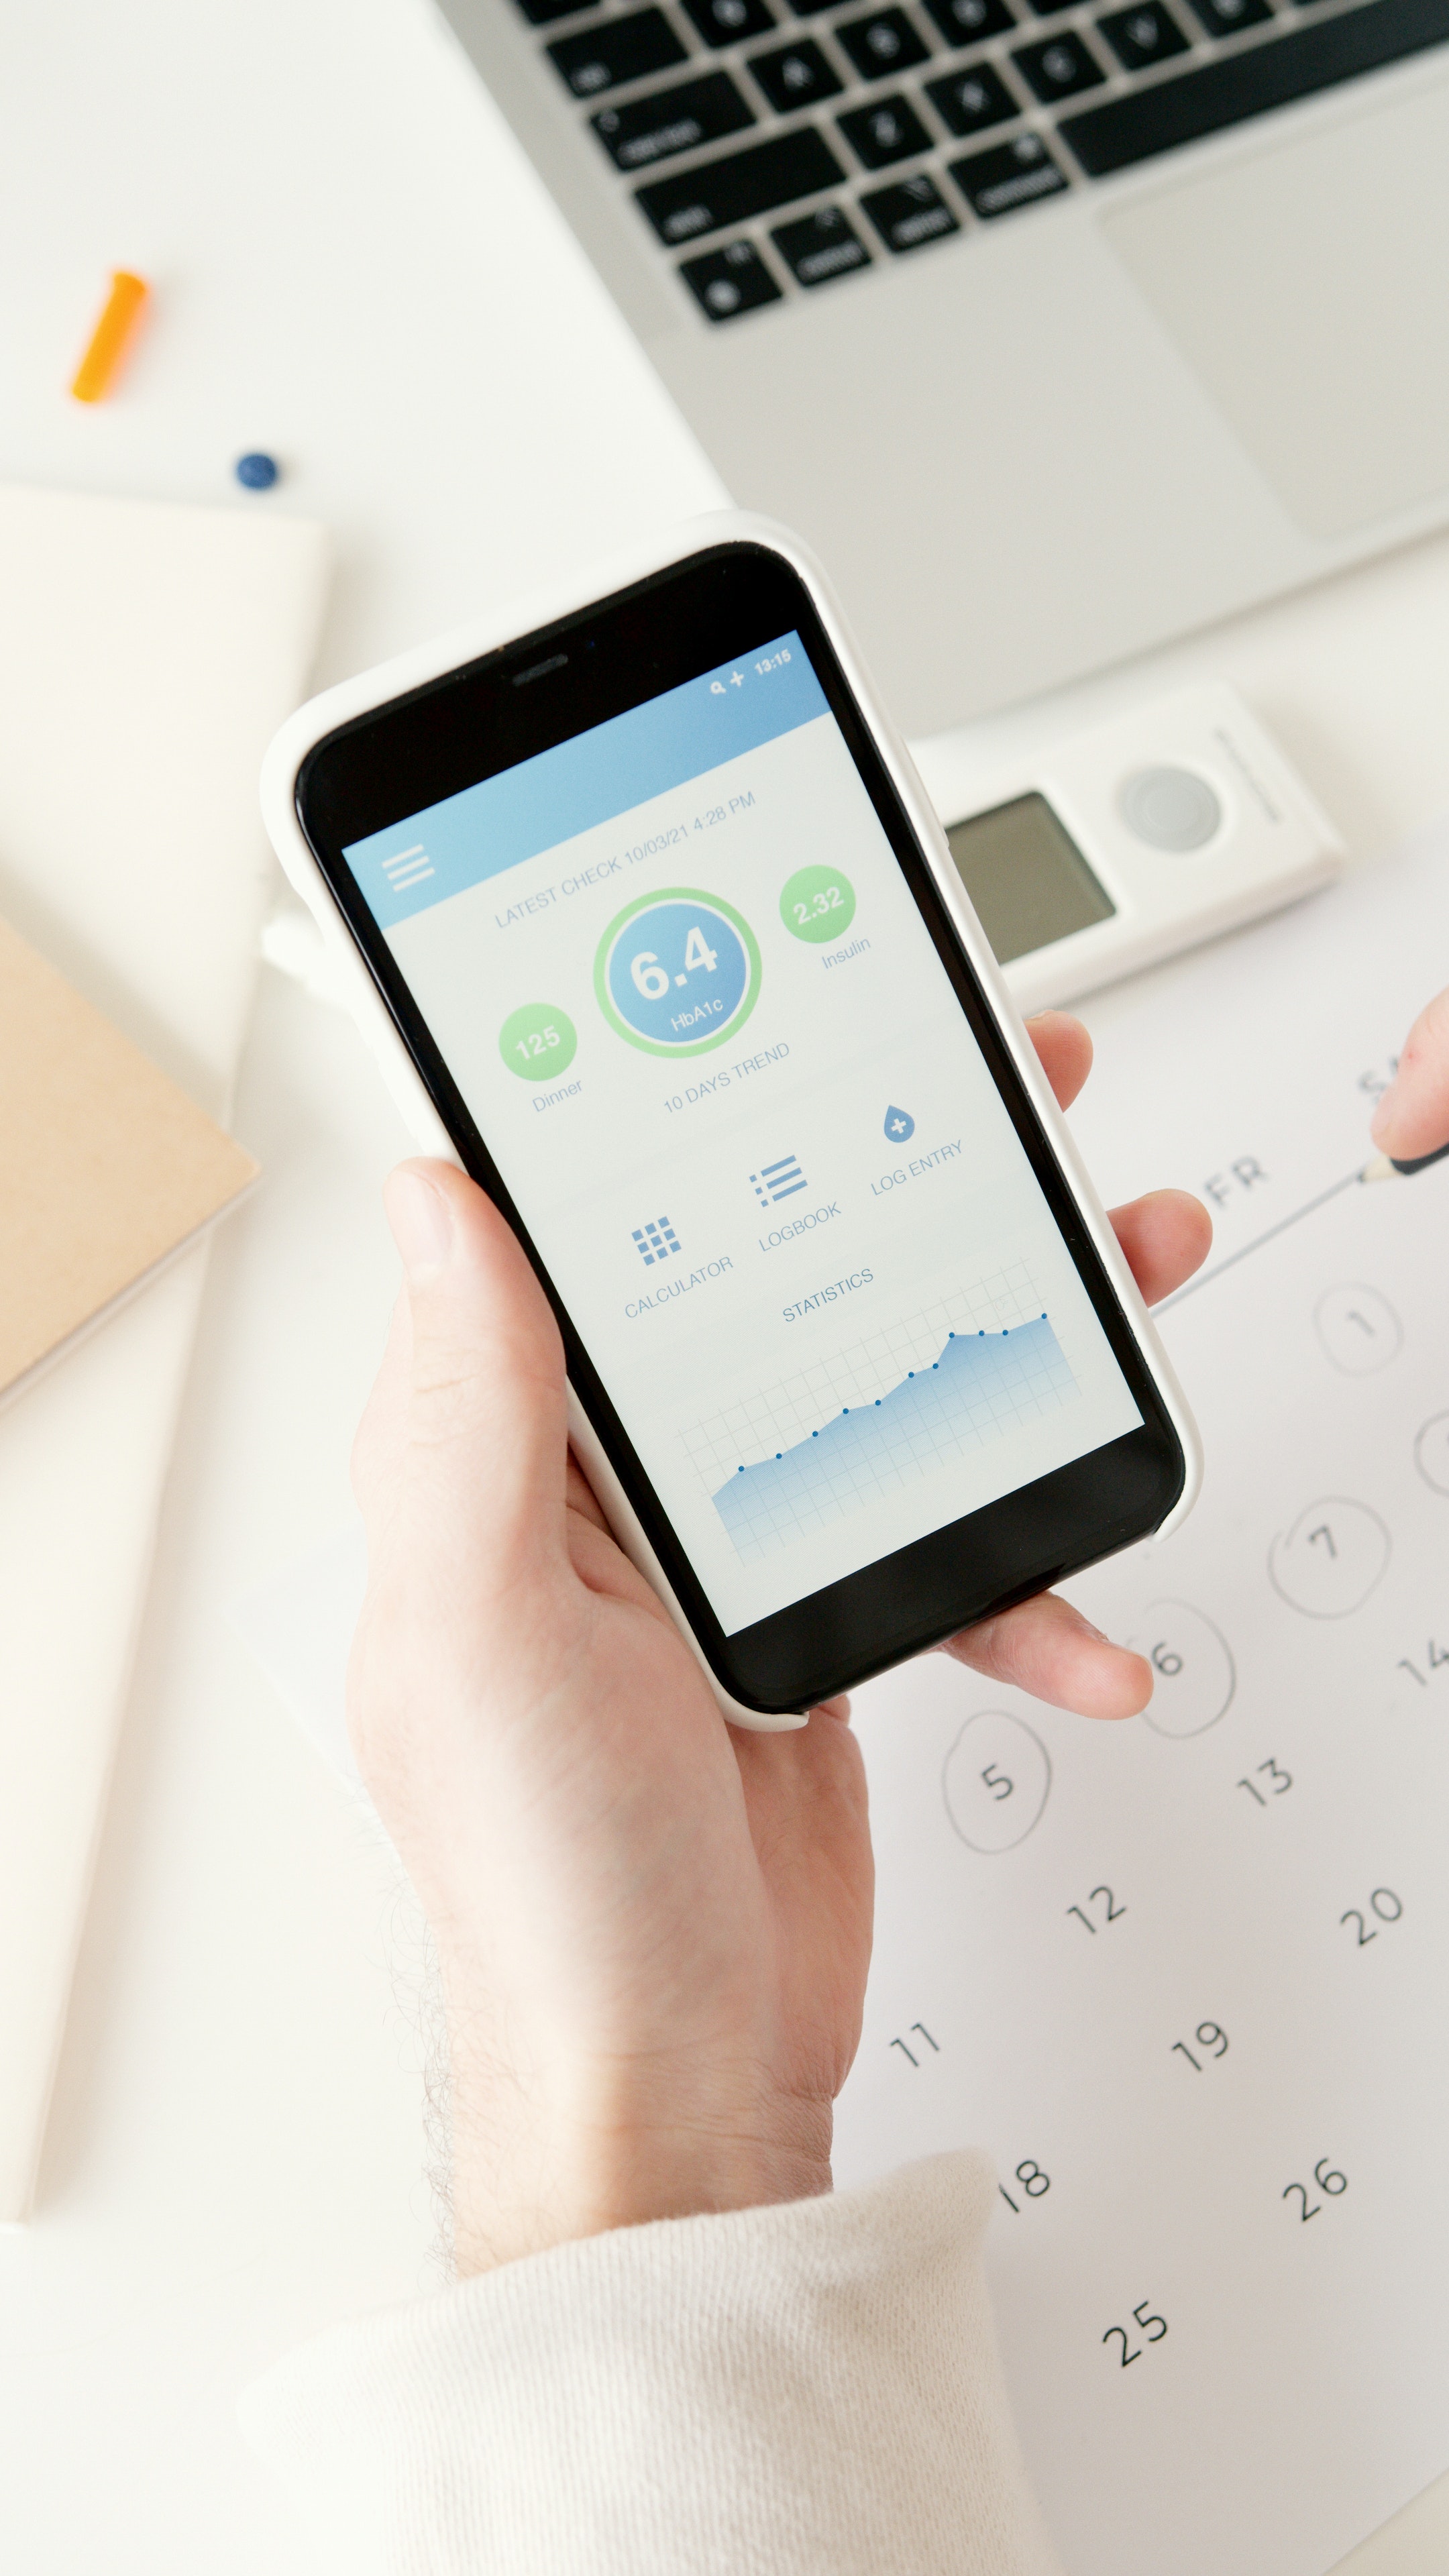 13:15
LATEST CHECK 10/03/21 4:28 PM
125
Dinner
6.4
HbA1c
2.32
Insulin
10 DAYS TREND
CALCULATOR
LOGBOOK
LOG ENTRY
STATISTICS
A
Z
X
C
V
FR
1
5
6
7
11
12
13
14
18
19
20
25
26